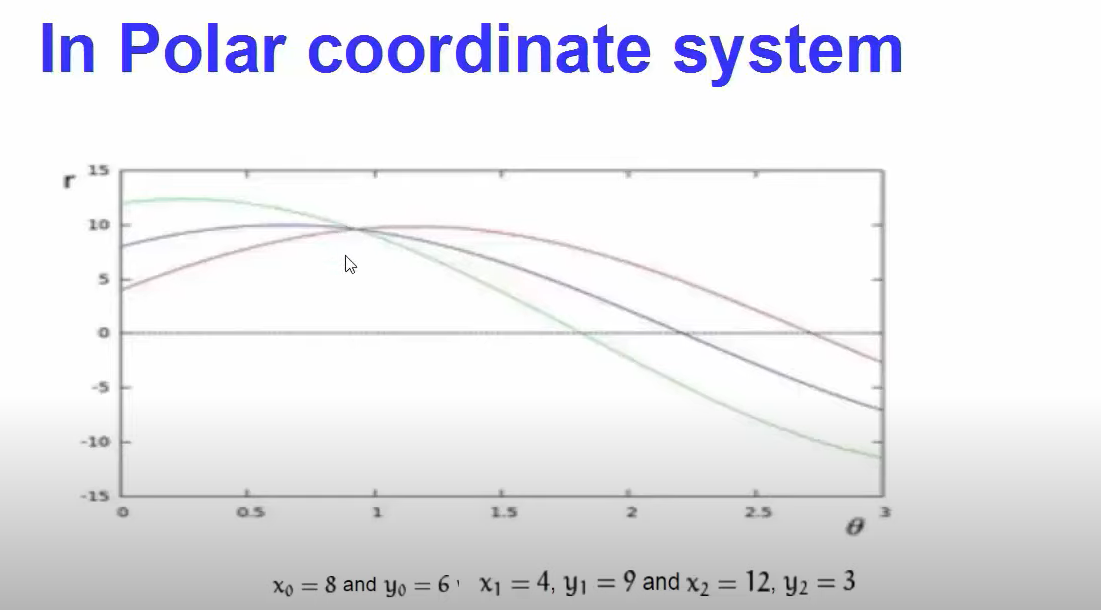 In Polar coordinate system
r
15
10
5
0
-5
-10
-15
0 0.5 1 1.5 2 2.5 3
θ
x₀ = 8 and y₀ = 6 ' x₁ = 4, y₁ = 9 and x₂ = 12, y₂ = 3